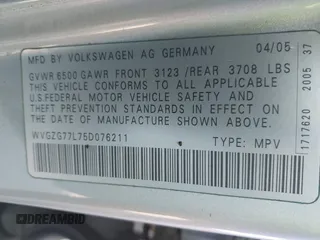 MFD BY VOLKSWAGEN AG GERMANY 04/05
GVWR 6500 GAWR FRONT 3123 /REAR 3708 LBS
THIS VEHICLE CONFORMS TO ALL APPLICABLE
U.S.FEDERAL MOTOR VEHICLE SAFETY AND
THEFT PREVENTION STANDARDS IN EFFECT ON
THE DATE OF MANUFACTURE SHOWN ABOVE.
WVGZG77L75D076211 TYPE: MPV
1717620 2005 37
WRECKBID